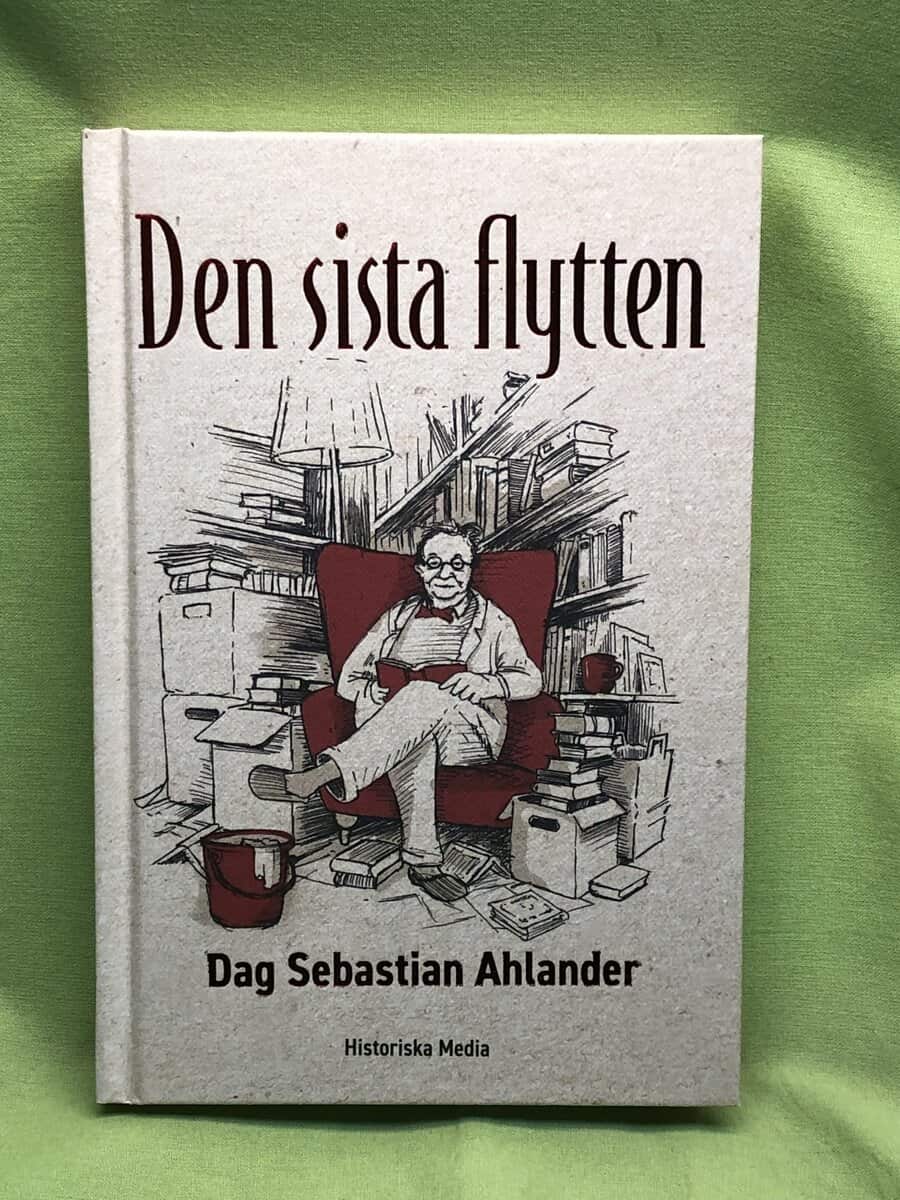 Den sista flytten
Dag Sebastian Ahlander
Historiska Media